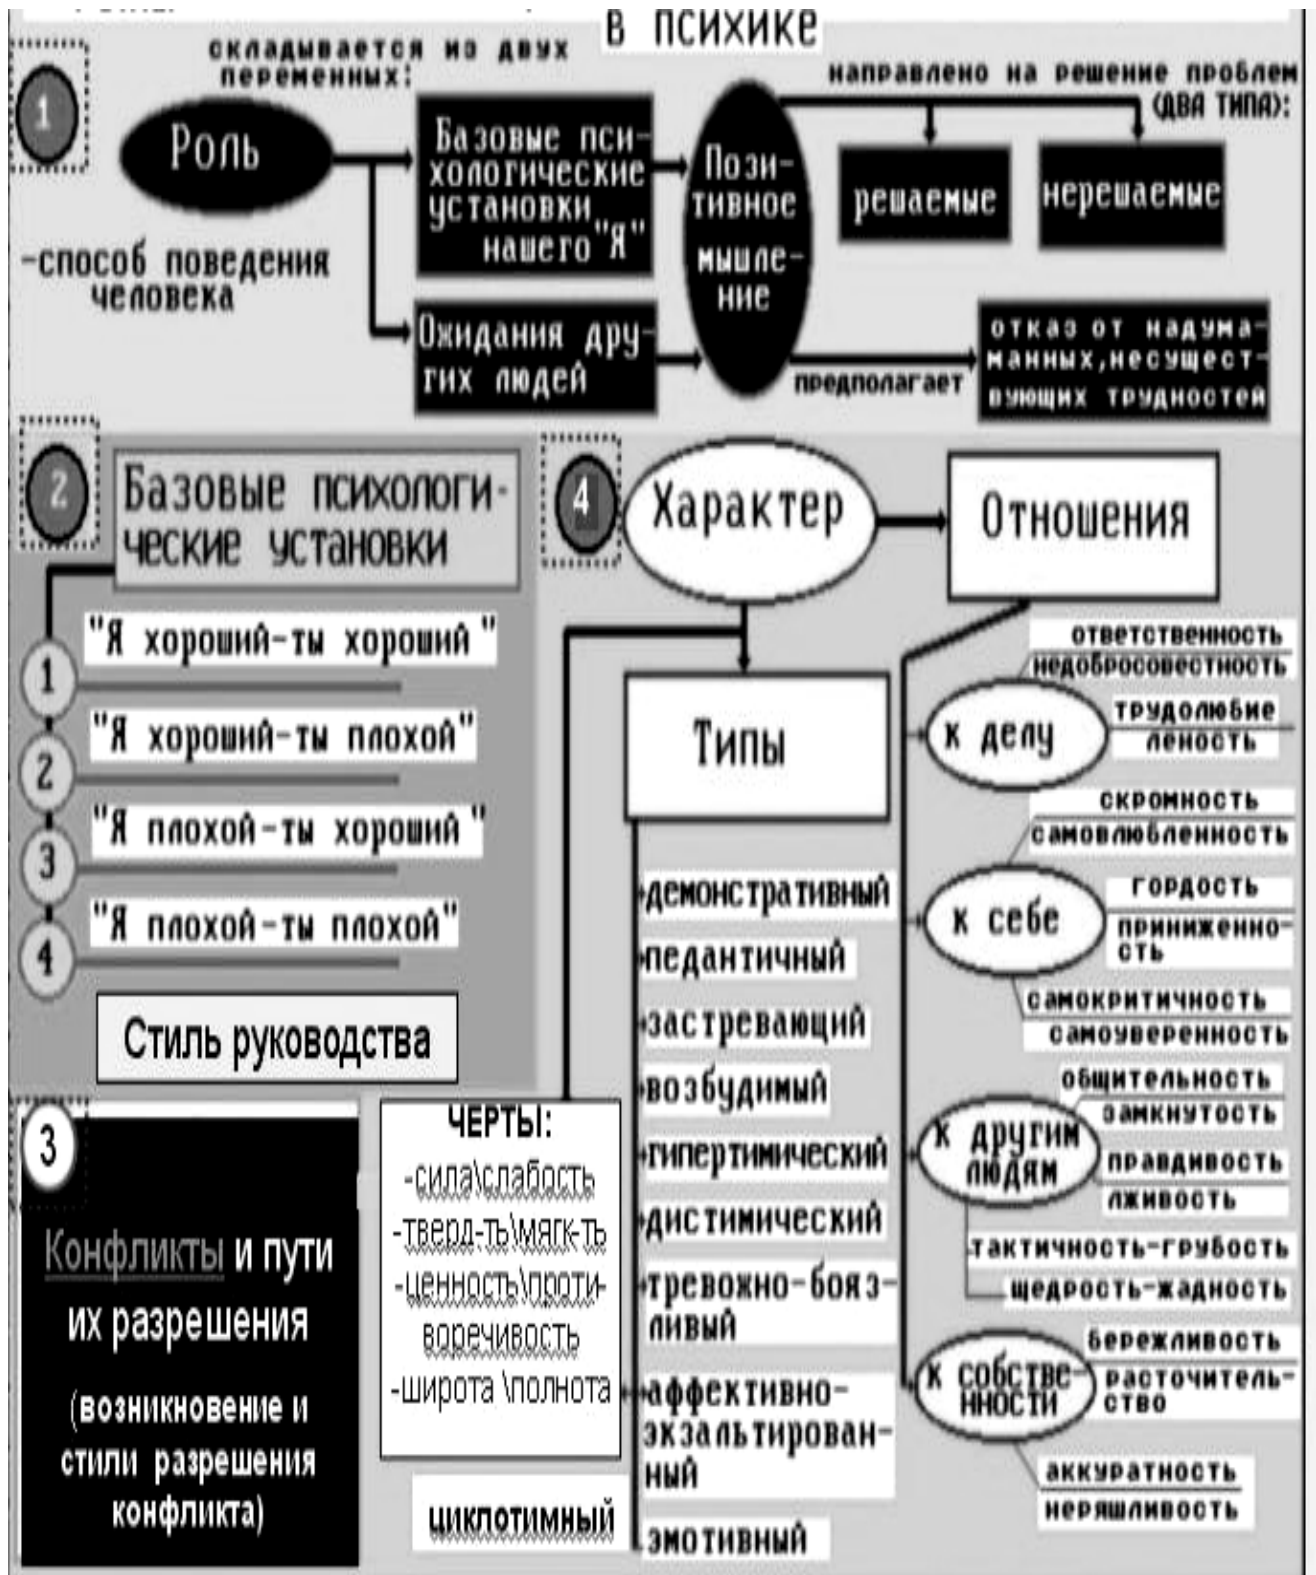 в психике
1
складывается из двух
переменных:
Роль
-способ поведения
человека
Базовые пси-
хологические
установки
нашего "Я"
Ожидания дру-
гих людей
Пози-
тивное
мышле-
ние
направлено на решение проблем
(ДВА ТИПА):
решаемые
нерешаемые
предполагает
отказ от надума-
манных,несущест-
вующих трудностей
2
Базовые психологи-
ческие установки
1
"Я хороший-ты хороший "
2
"Я хороший-ты плохой"
3
"Я плохой-ты хороший "
4
"Я плохой-ты плохой"
Стиль руководства
3
Конфликты и пути
их разрешения
(возникновение и
стили разрешения
конфликта)
4
Характер
Отношения
ЧЕРТЫ:
-сила\слабость
-тверд-ть\мягк-ть
-ценность\проти-
воречивость
-широта \полнота
Типы
демонстративный
педантичный
застревающий
возбудимый
гипертимический
дистимический
тревожно-бояз-
ливый
аффективно-
экзальтирован-
ный
эмотивный
циклотимный
к делу
ответственность
недобросовестность
трудолюбие
леность
к себе
скромность
самовлюбленность
гордость
приниженно-
сть
самокритичность
самоуверенность
к другим
людям
общительность
замкнутость
правдивость
лживость
тактичность-грубость
щедрость-жадность
к собстве-
нности
бережливость
расточитель-
ство
аккуратность
неряшливость